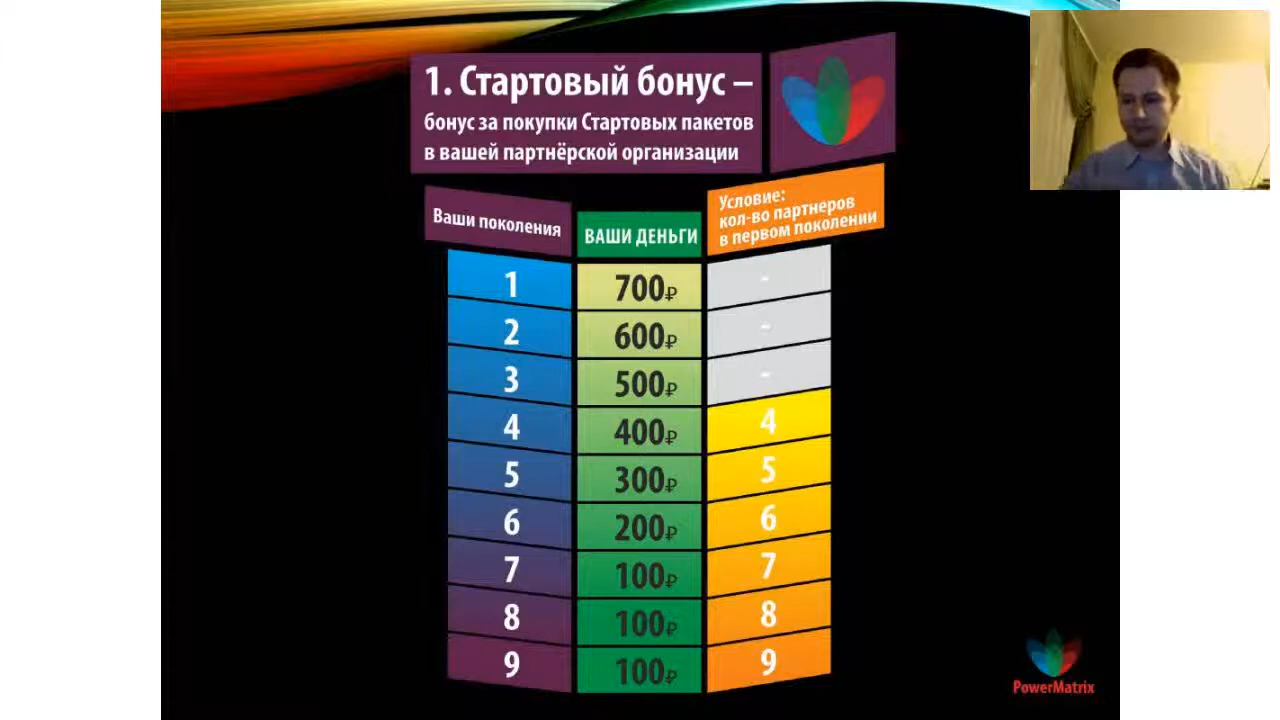 1. Стартовый бонус –
бонус за покупки Стартовых пакетов
в вашей партнёрской организации
Ваши поколения
ВАШИ ДЕНЬГИ
Условие:
кол-во партнеров
в первом поколении
1 700₽ -
2 600₽ -
3 500₽ -
4 400₽ 4
5 300₽ 5
6 200₽ 6
7 100₽ 7
8 100₽ 8
9 100₽ 9
PowerMatrix